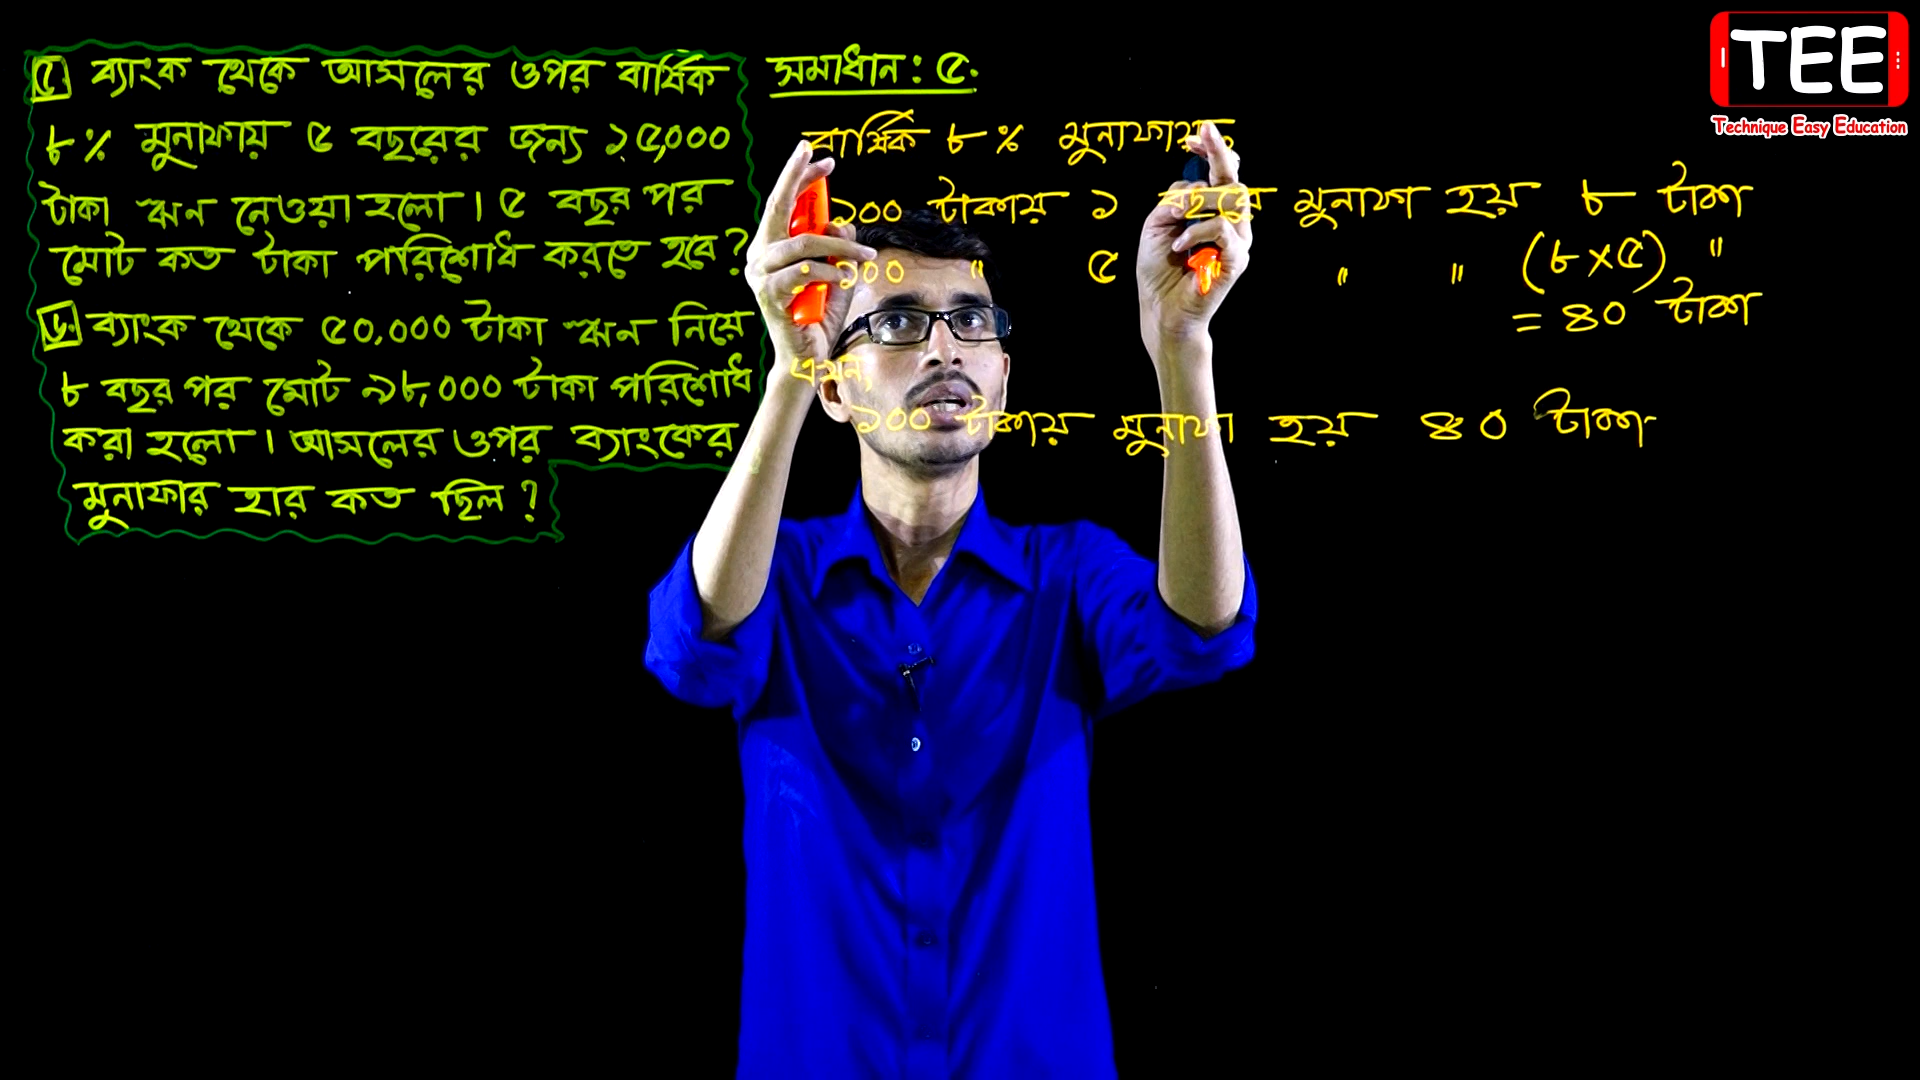 ৫. ব্যাংক থেকে আসলের ওপর বার্ষিক
৮% মুনাফায় ৫ বছরের জন্য ১৫,০০০
টাকা ঋন নেওয়া হলো। ৫ বছর পর
মোট কত টাকা পরিশোধ করতে হবে?
৬. ব্যাংক থেকে ৫০,০০০ টাকা ঋন নিয়ে
৮ বছর পর মোট ৯৮,০০০ টাকা পরিশোধ
করা হলো। আসলের ওপর ব্যাংকের
মুনাফার হার কত ছিল?
সমাধান: ৫.
বার্ষিক ৮% মুনাফায়
১০০ টাকায় ১ বছরে মুনাফা হয় ৮ টাকা
∴ ১০০ " ৫ " " " (৮×৫) "
= ৪০ টাকা
এখন,
১০০ টাকায় মুনাফা হয় ৪০ টাকা
TEE
Technique Easy Education